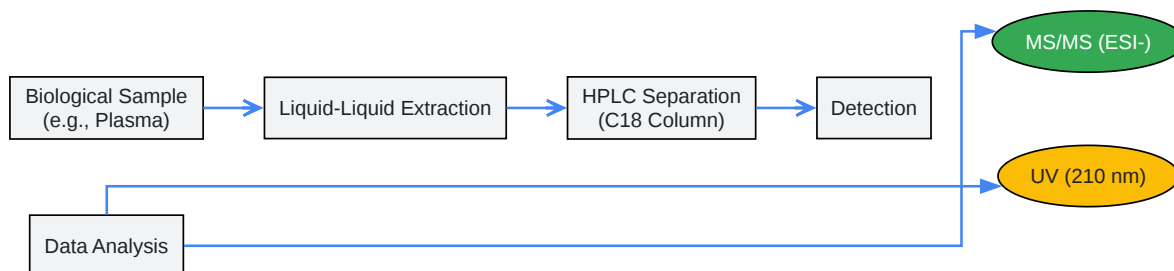 MS/MS (ESI-)
Biological Sample
(e.g., Plasma)
Liquid-Liquid Extraction
HPLC Separation
(C18 Column)
Detection
UV (210 nm)
Data Analysis